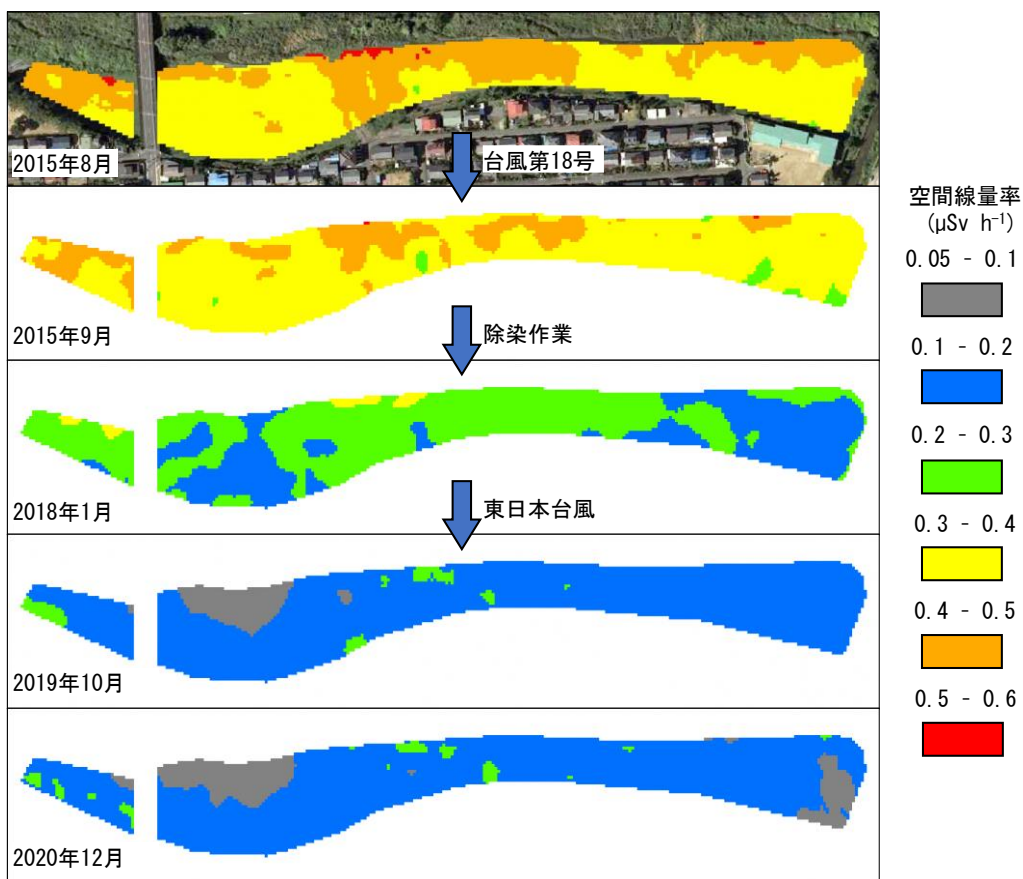 2015年8月
台風第18号
2015年9月
除染作業
2018年1月
東日本台風
2019年10月
2020年12月
空間線量率
(μSv h⁻¹)
0.05 - 0.1
0.1 - 0.2
0.2 - 0.3
0.3 - 0.4
0.4 - 0.5
0.5 - 0.6